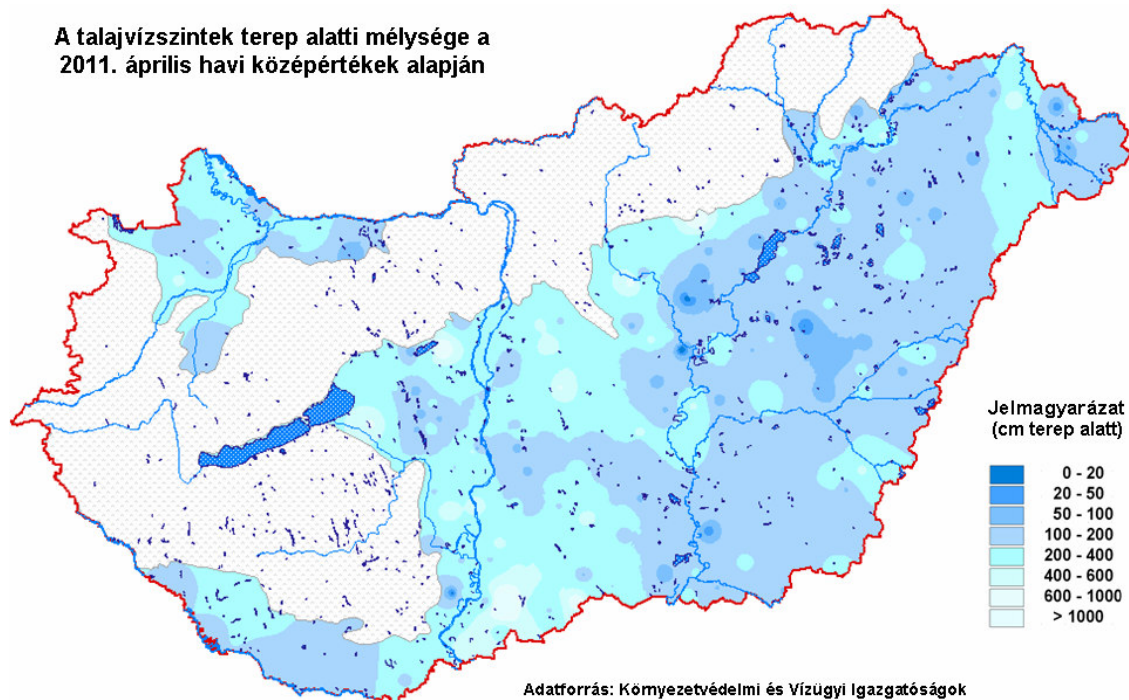 A talajvízszintek terep alatti mélysége a
2011. április havi középértékek alapján
Jelmagyarázat
(cm terep alatt)
0 - 20
20 - 50
50 - 100
100 - 200
200 - 400
400 - 600
600 - 1000
> 1000
Adatforrás: Környezetvédelmi és Vízügyi Igazgatóságok